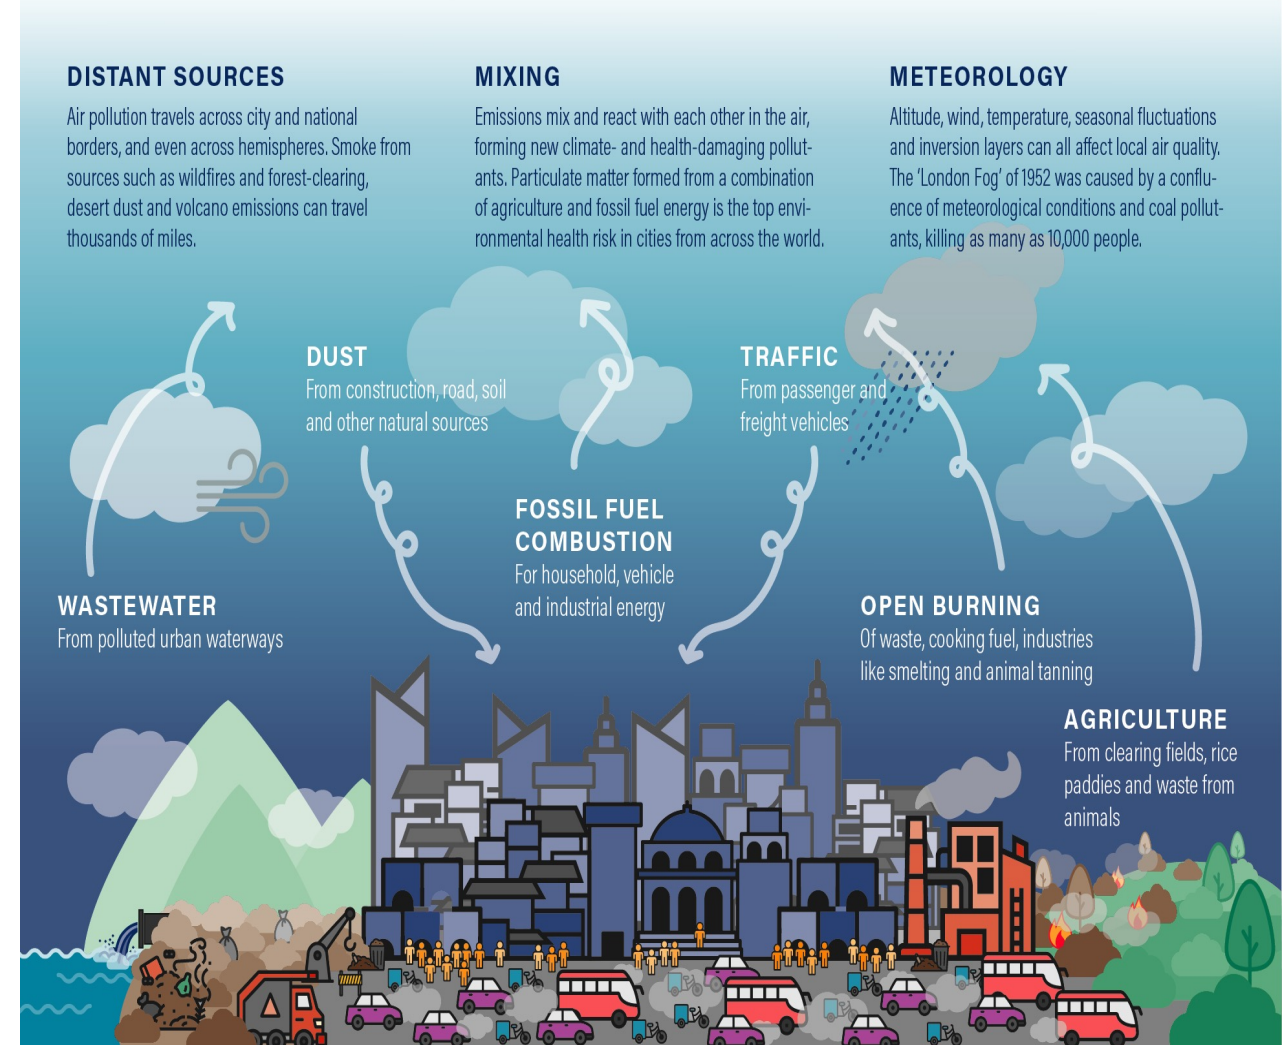 DISTANT SOURCES
Air pollution travels across city and national
borders, and even across hemispheres. Smoke from
sources such as wildfires and forest-clearing,
desert dust and volcano emissions can travel
thousands of miles.
MIXING
Emissions mix and react with each other in the air,
forming new climate- and health-damaging pollut-
ants. Particulate matter formed from a combination
of agriculture and fossil fuel energy is the top envi-
ronmental health risk in cities from across the world.
METEOROLOGY
Altitude, wind, temperature, seasonal fluctuations
and inversion layers can all affect local air quality.
The ‘London Fog’ of 1952 was caused by a conflu-
ence of meteorological conditions and coal pollut-
ants, killing as many as 10,000 people.
DUST
From construction, road, soil
and other natural sources
TRAFFIC
From passenger and
freight vehicles
FOSSIL FUEL
COMBUSTION
For household, vehicle
and industrial energy
WASTEWATER
From polluted urban waterways
OPEN BURNING
Of waste, cooking fuel, industries
like smelting and animal tanning
AGRICULTURE
From clearing fields, rice
paddies and waste from
animals